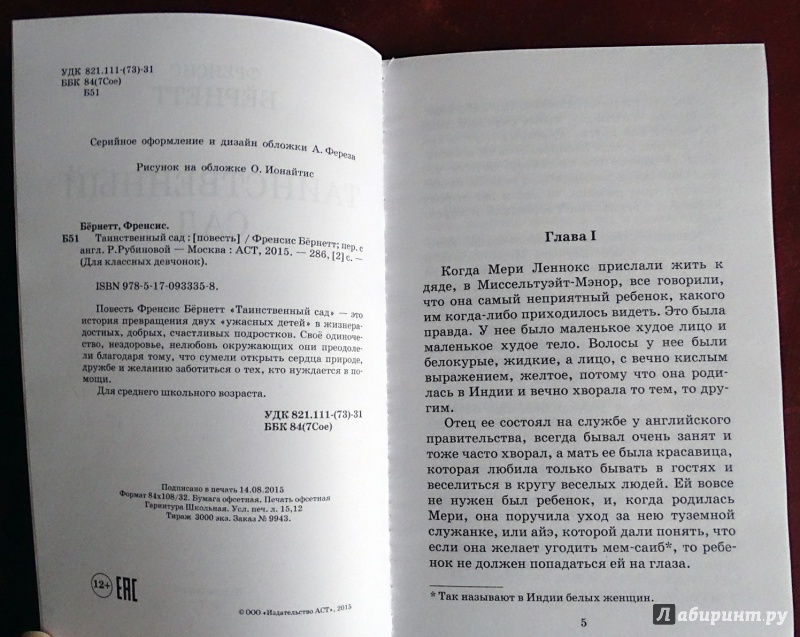 УДК 821.111-(73)-31
ББК 84(7Сое)
Б51
Серийное оформление и дизайн обложки А. Фереза
Рисунок на обложке О. Ионайтис
Бёрнетт, Френсис.
Б51 Таинственный сад : [повесть] / Френсис Бёрнетт; пер. с
англ. Р.Рубиновой — Москва : АСТ, 2015. — 286, [2] с. —
(Для классных девчонок).
ISBN 978-5-17-093335-8.
Повесть Френсис Бёрнетт «Таинственный сад» — это
история превращения двух «ужасных детей» в жизнера-
достных, добрых, счастливых подростков. Своё одиноче-
ство, нездоровье, нелюбовь окружающих они преодоле-
ли благодаря тому, что сумели открыть сердца природе,
дружбе и желанию заботиться о тех, кто нуждается в по-
мощи.
Для среднего школьного возраста.
УДК 821.111-(73)-31
ББК 84(7Сое)
Подписано в печать 14.08.2015
Формат 84x108/32. Бумага офсетная. Печать офсетная
Гарнитура Школьная. Усл. печ. л. 15,12
Тираж 3000 экз. Заказ № 9943.
12+ EAC
© ООО «Издательство АСТ», 2015
Глава I
Когда Мери Леннокс прислали жить к
дяде, в Миссельтуэйт-Мэнор, все говорили,
что она самый неприятный ребенок, какого
им когда-либо приходилось видеть. Это была
правда. У нее было маленькое худое лицо и
маленькое худое тело. Волосы у нее были
белокурые, жидкие, а лицо, с вечно кислым
выражением, желтое, потому что она роди-
лась в Индии и вечно хворала то тем, то дру-
гим.
Отец ее состоял на службе у английского
правительства, всегда бывал очень занят и
тоже часто хворал, а мать ее была красавица,
которая любила только бывать в гостях и
веселиться в кругу веселых людей. Ей вовсе
не нужен был ребенок, и, когда родилась
Мери, она поручила уход за нею туземной
служанке, или айэ, которой дали понять, что
если она желает угодить мем-саиб*, то ребе-
нок не должен попадаться ей на глаза.
* Так называют в Индии белых женщин.
5
Лабиринт.ру